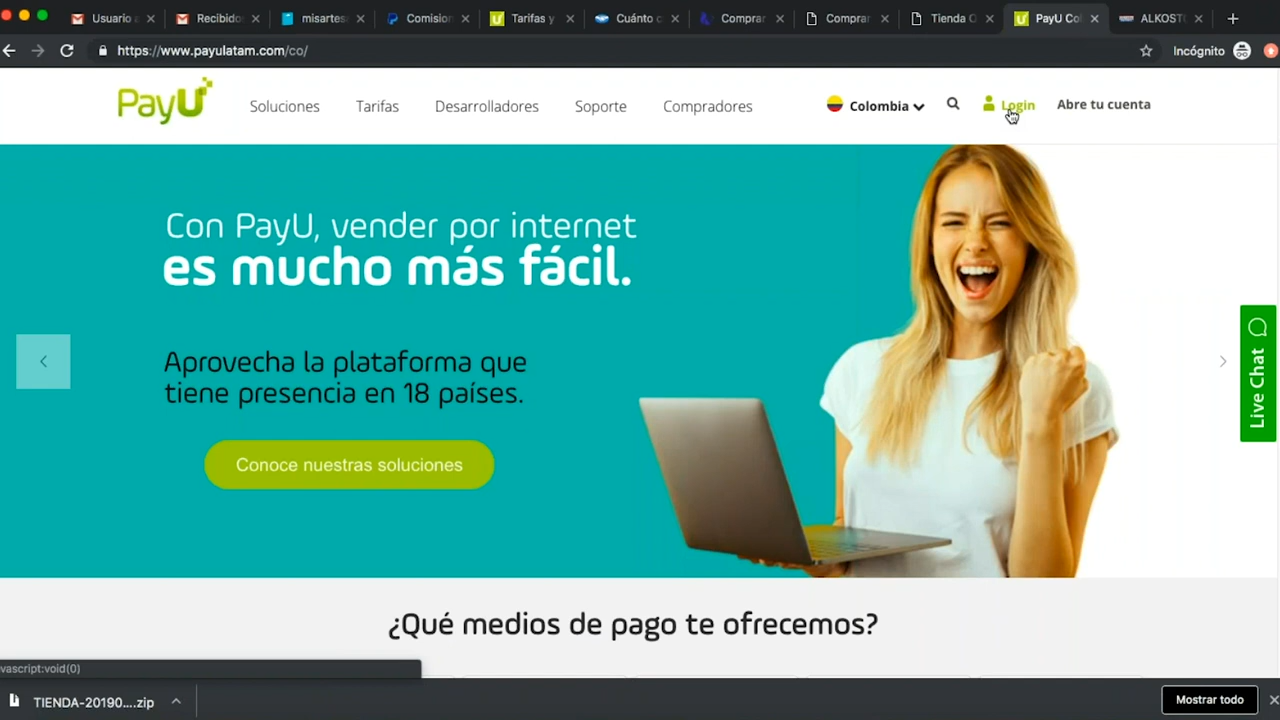 Usuario a
Recibido
misartes
Comision
Tarifas y
Cuánto c
Comprar
Comprar
Tienda O
PayU Col
ALKOSTO
https://www.payulatam.com/co/
Incógnito
PayU
Soluciones
Tarifas
Desarrolladores
Soporte
Compradores
Colombia
Login
Abre tu cuenta
Con PayU, vender por internet
es mucho más fácil.
Aprovecha la plataforma que
tiene presencia en 18 países.
Conoce nuestras soluciones
Live Chat
¿Qué medios de pago te ofrecemos?
vascript:void(0)
TIENDA-20190....zip
Mostrar todo